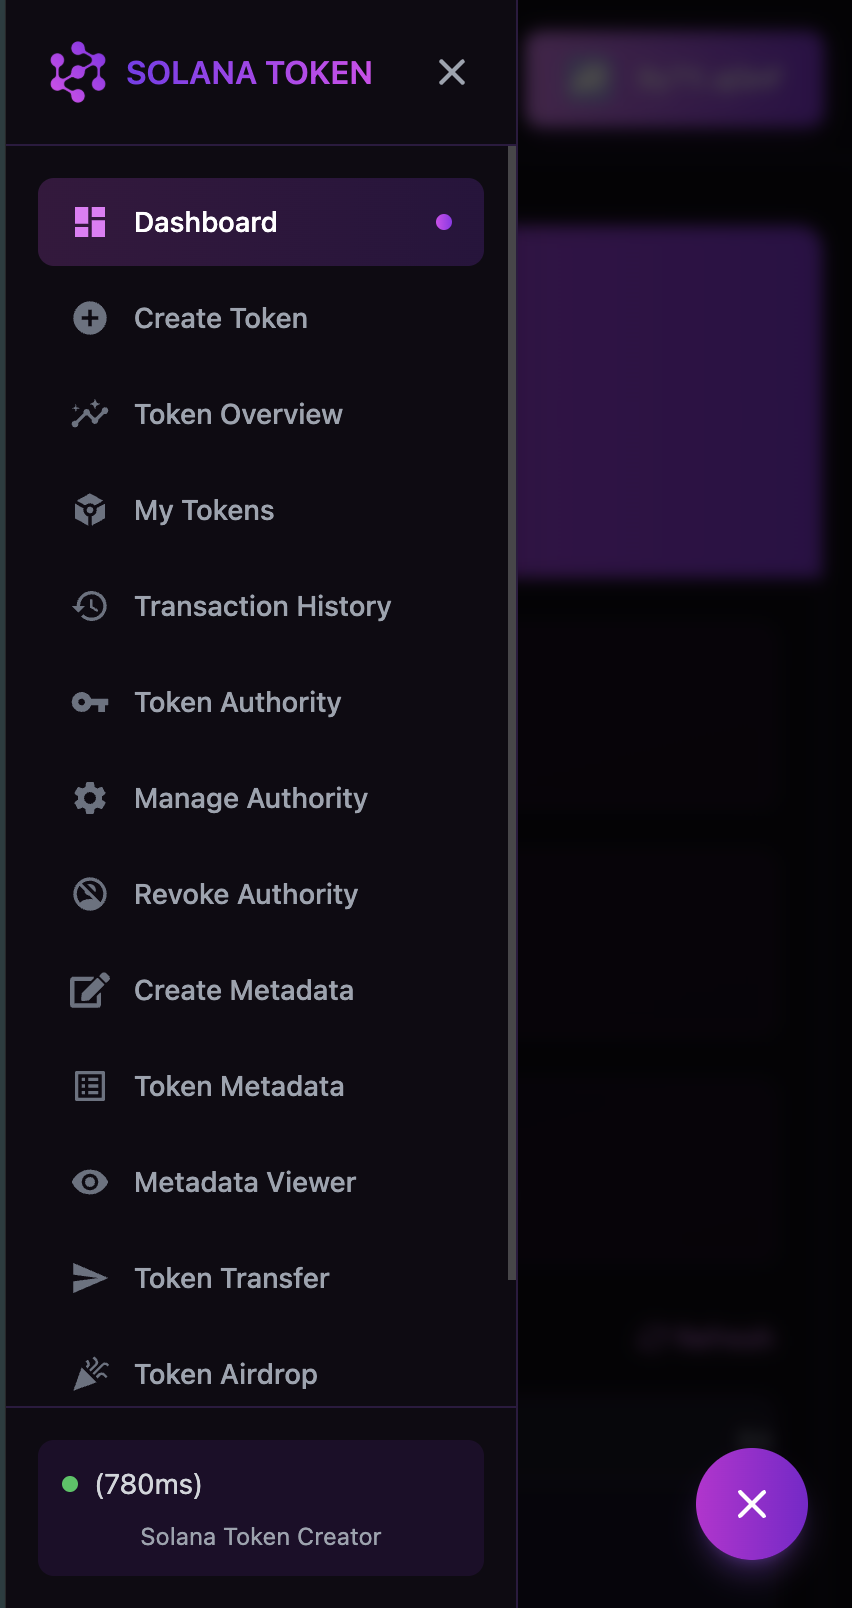 SOLANA TOKEN
Dashboard
Create Token
Token Overview
My Tokens
Transaction History
Token Authority
Manage Authority
Revoke Authority
Create Metadata
Token Metadata
Metadata Viewer
Token Transfer
Token Airdrop
(780ms)
Solana Token Creator